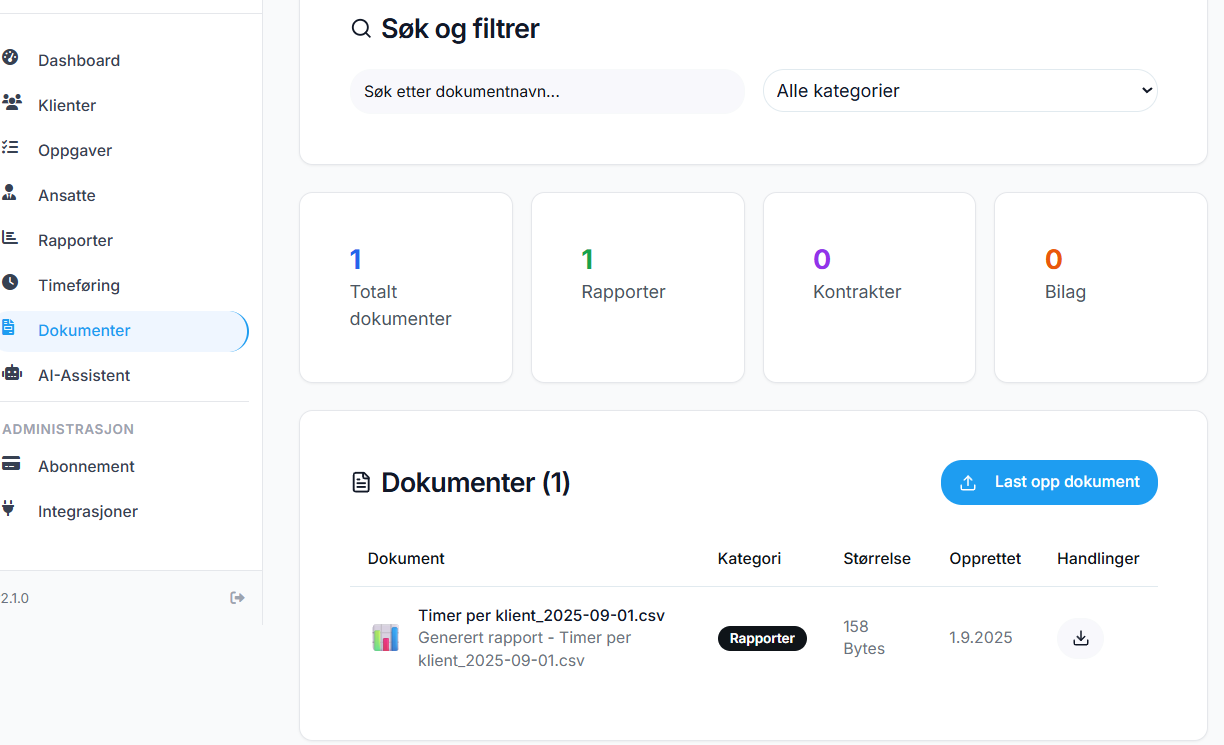 Dashboard
Klienter
Oppgaver
Ansatte
Rapporter
Timeføring
Dokumenter
AI-Assistent
ADMINISTRASJON
Abonnement
Integrasjoner
2.1.0
Søk og filtrer
Søk etter dokumentnavn...
Alle kategorier
1
Totalt
dokumenter
1
Rapporter
0
Kontrakter
0
Bilag
Dokumenter (1)
Last opp dokument
Dokument Kategori Størrelse Opprettet Handlinger
Timer per klient_2025-09-01.csv
Generert rapport - Timer per
klient_2025-09-01.csv
Rapporter
158
Bytes
1.9.2025